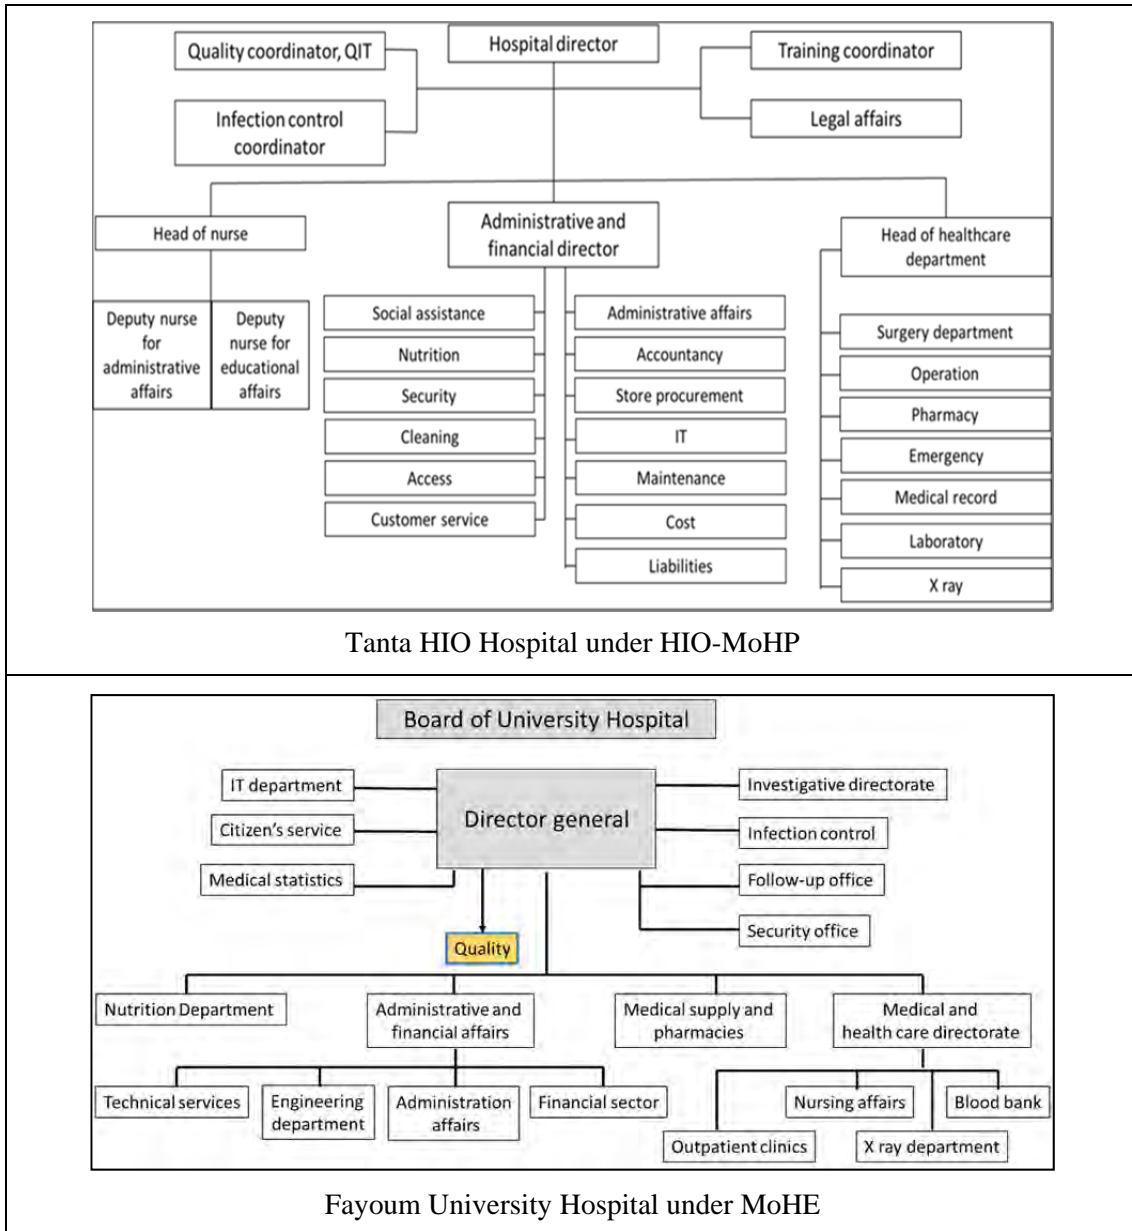 Hospital director
Quality coordinator, QIT
Training coordinator
Infection control
coordinator
Legal affairs
Head of nurse
Administrative and
financial director
Head of healthcare
department
Deputy nurse
for
administrative
affairs
Deputy
nurse for
educational
affairs
Social assistance
Nutrition
Security
Cleaning
Access
Customer service
Administrative affairs
Accountancy
Store procurement
IT
Maintenance
Cost
Liabilities
Surgery department
Operation
Pharmacy
Emergency
Medical record
Laboratory
X ray
Tanta HIO Hospital under HIO-MoHP
Board of University Hospital
Director general
IT department
Citizen's service
Medical statistics
Investigative directorate
Infection control
Follow-up office
Security office
Quality
Nutrition Department
Administrative and
financial affairs
Medical supply and
pharmacies
Medical and
health care directorate
Technical services
Engineering
department
Administration
affairs
Financial sector
Nursing affairs
Blood bank
Outpatient clinics
X ray department
Fayoum University Hospital under MoHE